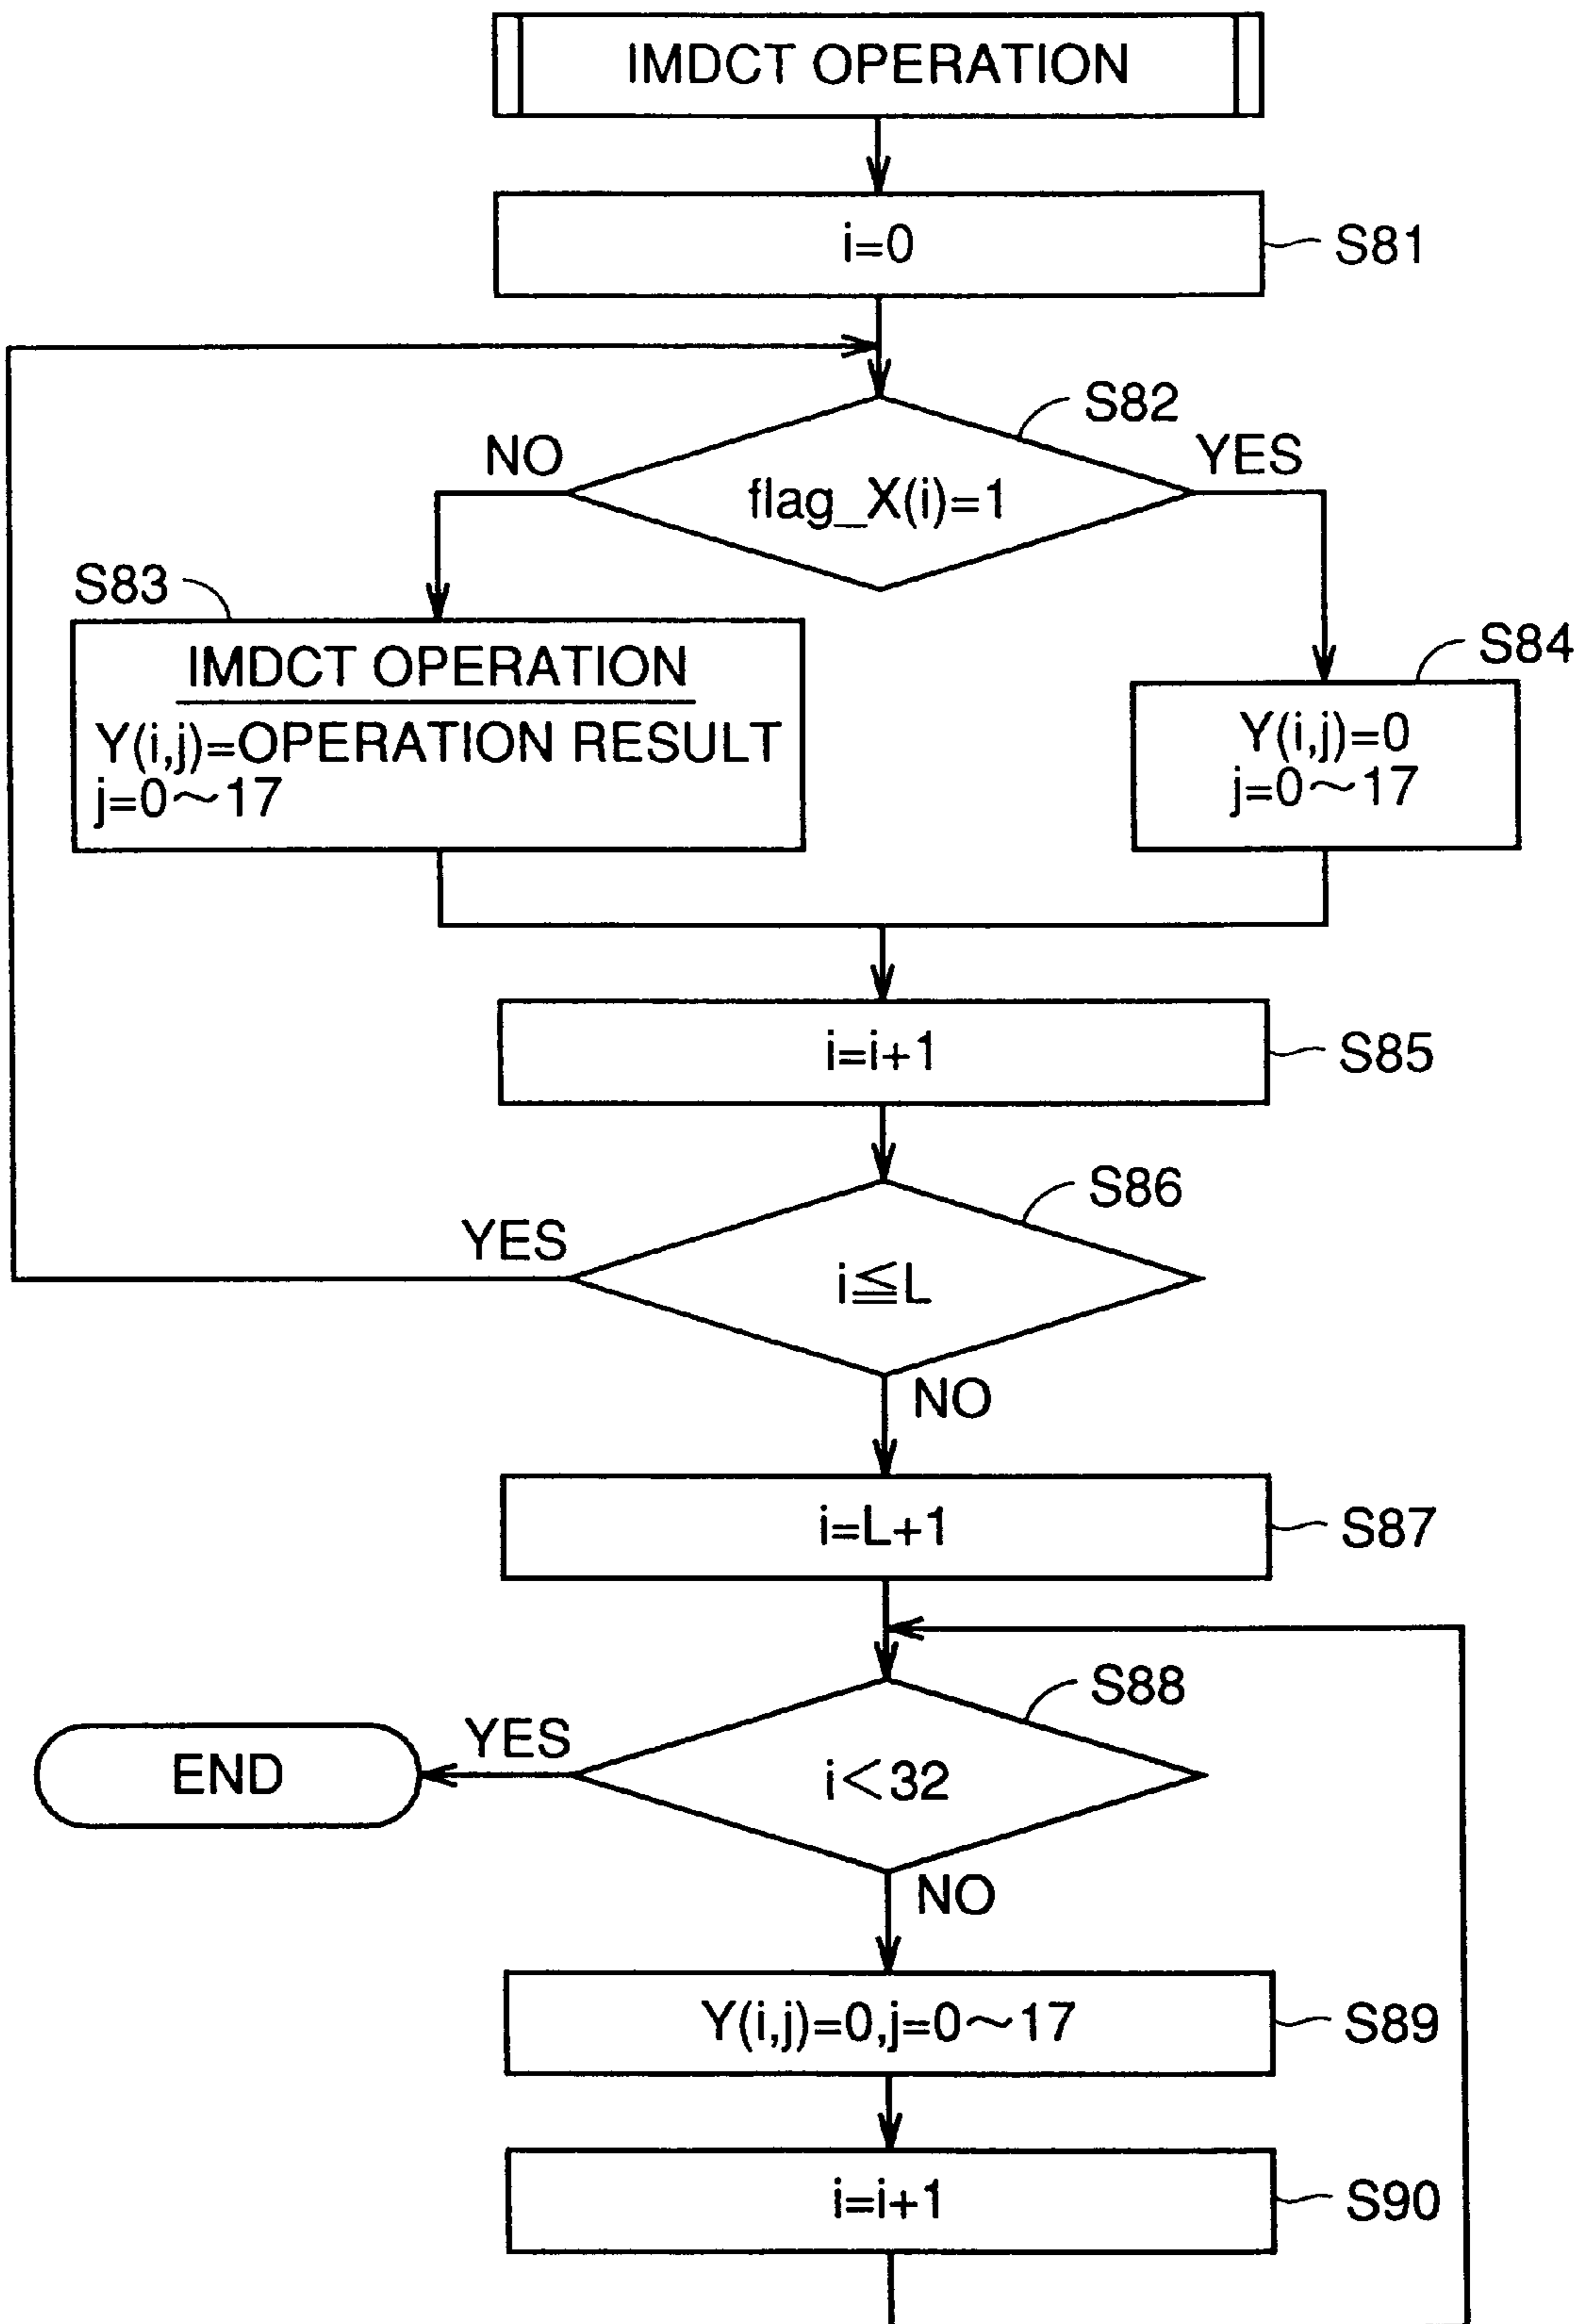 IMDCT OPERATION
i=0
S81
S82
NO
YES
flag_X(i)=1
S83
IMDCT OPERATION
Y(i,j)=OPERATION RESULT
j=0~17
S84
Y(i,j)=0
j=0~17
i=i+1
S85
S86
YES
i≦L
NO
i=L+1
S87
S88
YES
END
i<32
NO
Y(i,j)=0,j=0~17
S89
i=i+1
S90